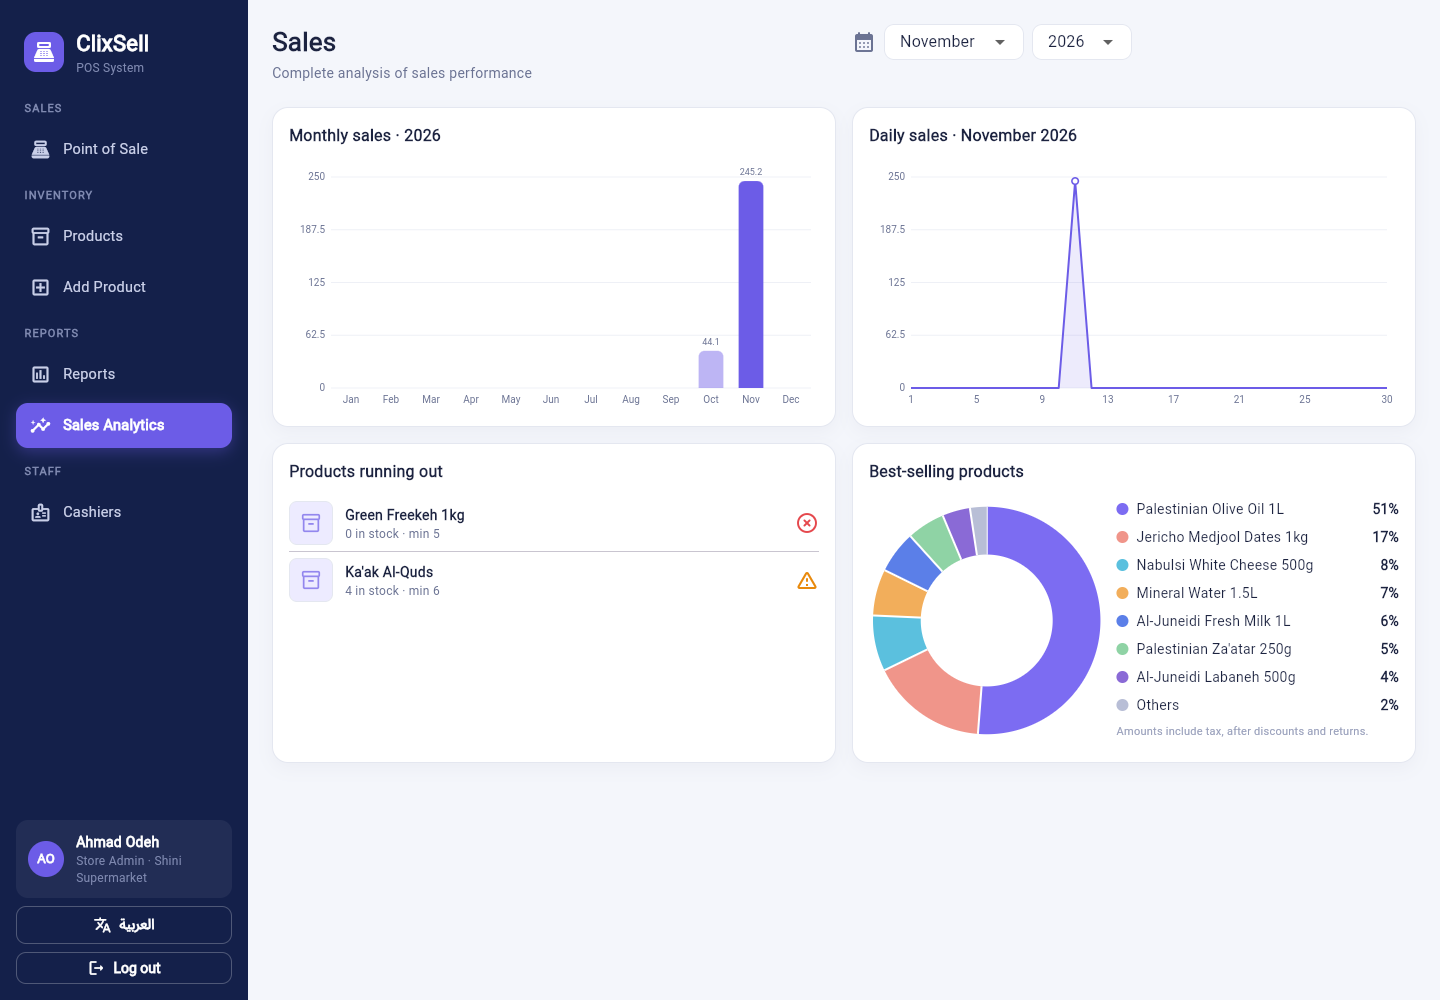 ClixSell
POS System
SALES
Point of Sale
INVENTORY
Products
Add Product
REPORTS
Reports
Sales Analytics
STAFF
Cashiers
AO
Ahmad Odeh
Store Admin · Shini
Supermarket
العربية
Log out
Sales
Complete analysis of sales performance
November
2026
Monthly sales · 2026
250
187.5
125
62.5
0
245.2
44.1
Jan Feb Mar Apr May Jun Jul Aug Sep Oct Nov Dec
Daily sales · November 2026
250
187.5
125
62.5
0
1 5 9 13 17 21 25 30
Products running out
Green Freekeh 1kg
0 in stock · min 5
Ka'ak Al-Quds
4 in stock · min 6
Best-selling products
Palestinian Olive Oil 1L 51%
Jericho Medjool Dates 1kg 17%
Nabulsi White Cheese 500g 8%
Mineral Water 1.5L 7%
Al-Juneidi Fresh Milk 1L 6%
Palestinian Za'atar 250g 5%
Al-Juneidi Labaneh 500g 4%
Others 2%
Amounts include tax, after discounts and returns.